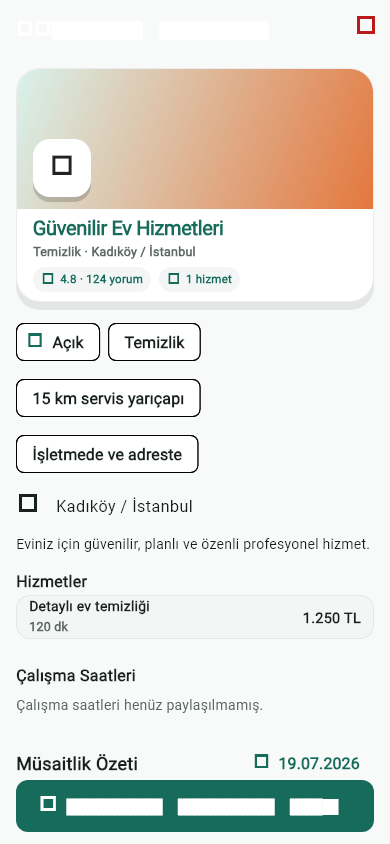 Güvenilir Ev Hizmetleri
Temizlik · Kadıköy / İstanbul
4.8 · 124 yorum 1 hizmet
Açık Temizlik
15 km servis yarıçapı
İşletmede ve adreste
Kadıköy / İstanbul
Eviniz için güvenilir, planlı ve özenli profesyonel hizmet.
Hizmetler
Detaylı ev temizliği
120 dk
1.250 TL
Çalışma Saatleri
Çalışma saatleri henüz paylaşılmamış.
Müsaitlik Özeti 19.07.2026